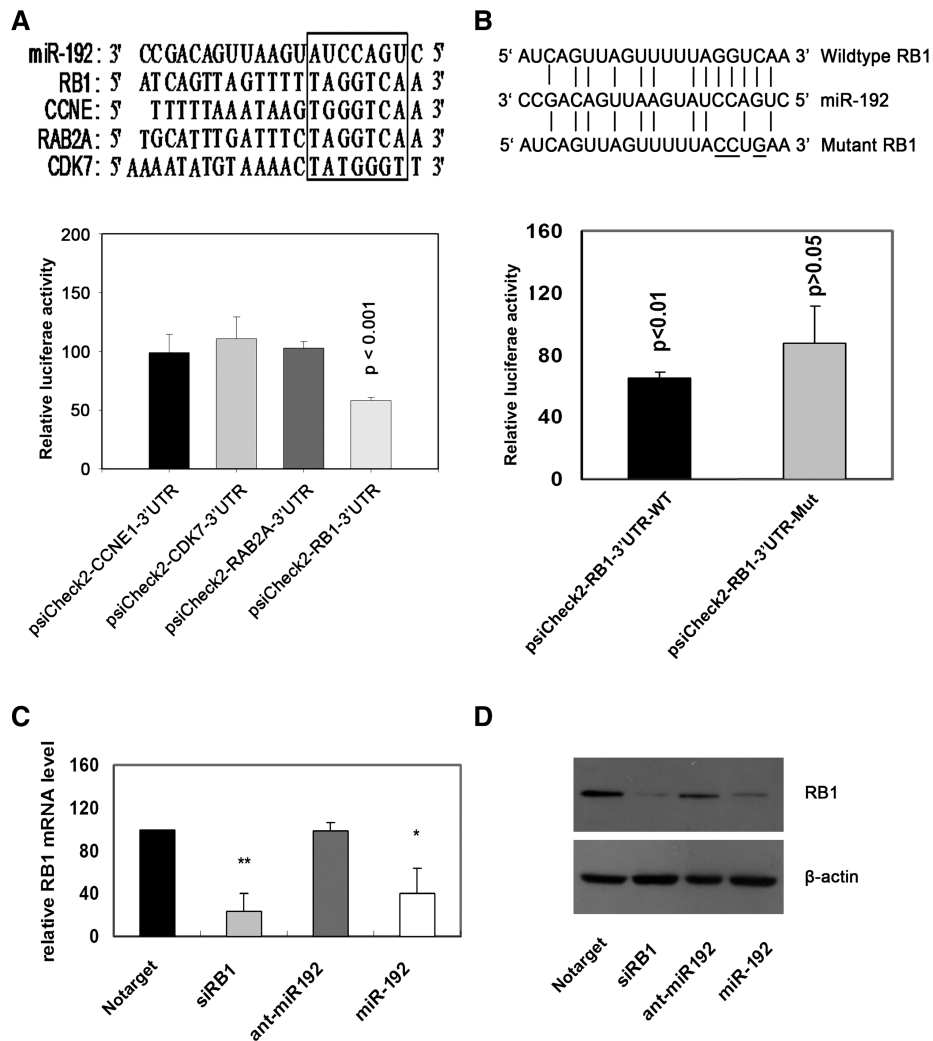 A
miR-192: 3' CCGACAGUUAAGUAUCCAGUC 5'
RB1: 5' ATCAGTTAGTTTTTAGGTCAA 3'
CCNE: 5' TTTTTAAATAAGTAGGTCAA 3'
RAB2A: 5' TGCATTTGATTTCTAGGTCAA 3'
CDK7: 5' AAAATATGTAAAACTATGGGTT 3'
200
150
100
50
0
Relative luciferae activity
p < 0.001
psiCheck2-CCNE1-3'UTR
psiCheck2-CDK7-3'UTR
psiCheck2-RAB2A-3'UTR
psiCheck2-RB1-3'UTR
B
5' AUCAGUUAGUUUUUAGGUCAA 3' Wildtype RB1
3' CCGACAGUUAAGUAUCCAGUC 5' miR-192
5' AUCAGUUAGUUUUUACCUGAA 3' Mutant RB1
160
120
80
40
0
Relative luciferae activity
p<0.01
p>0.05
psiCheck2-RB1-3'UTR-WT
psiCheck2-RB1-3'UTR-Mut
C
160
120
80
40
0
relative RB1 mRNA level
**
*
Notarget
siRB1
ant-miR192
miR-192
D
RB1
β-actin
Notarget
siRB1
ant-miR192
miR-192